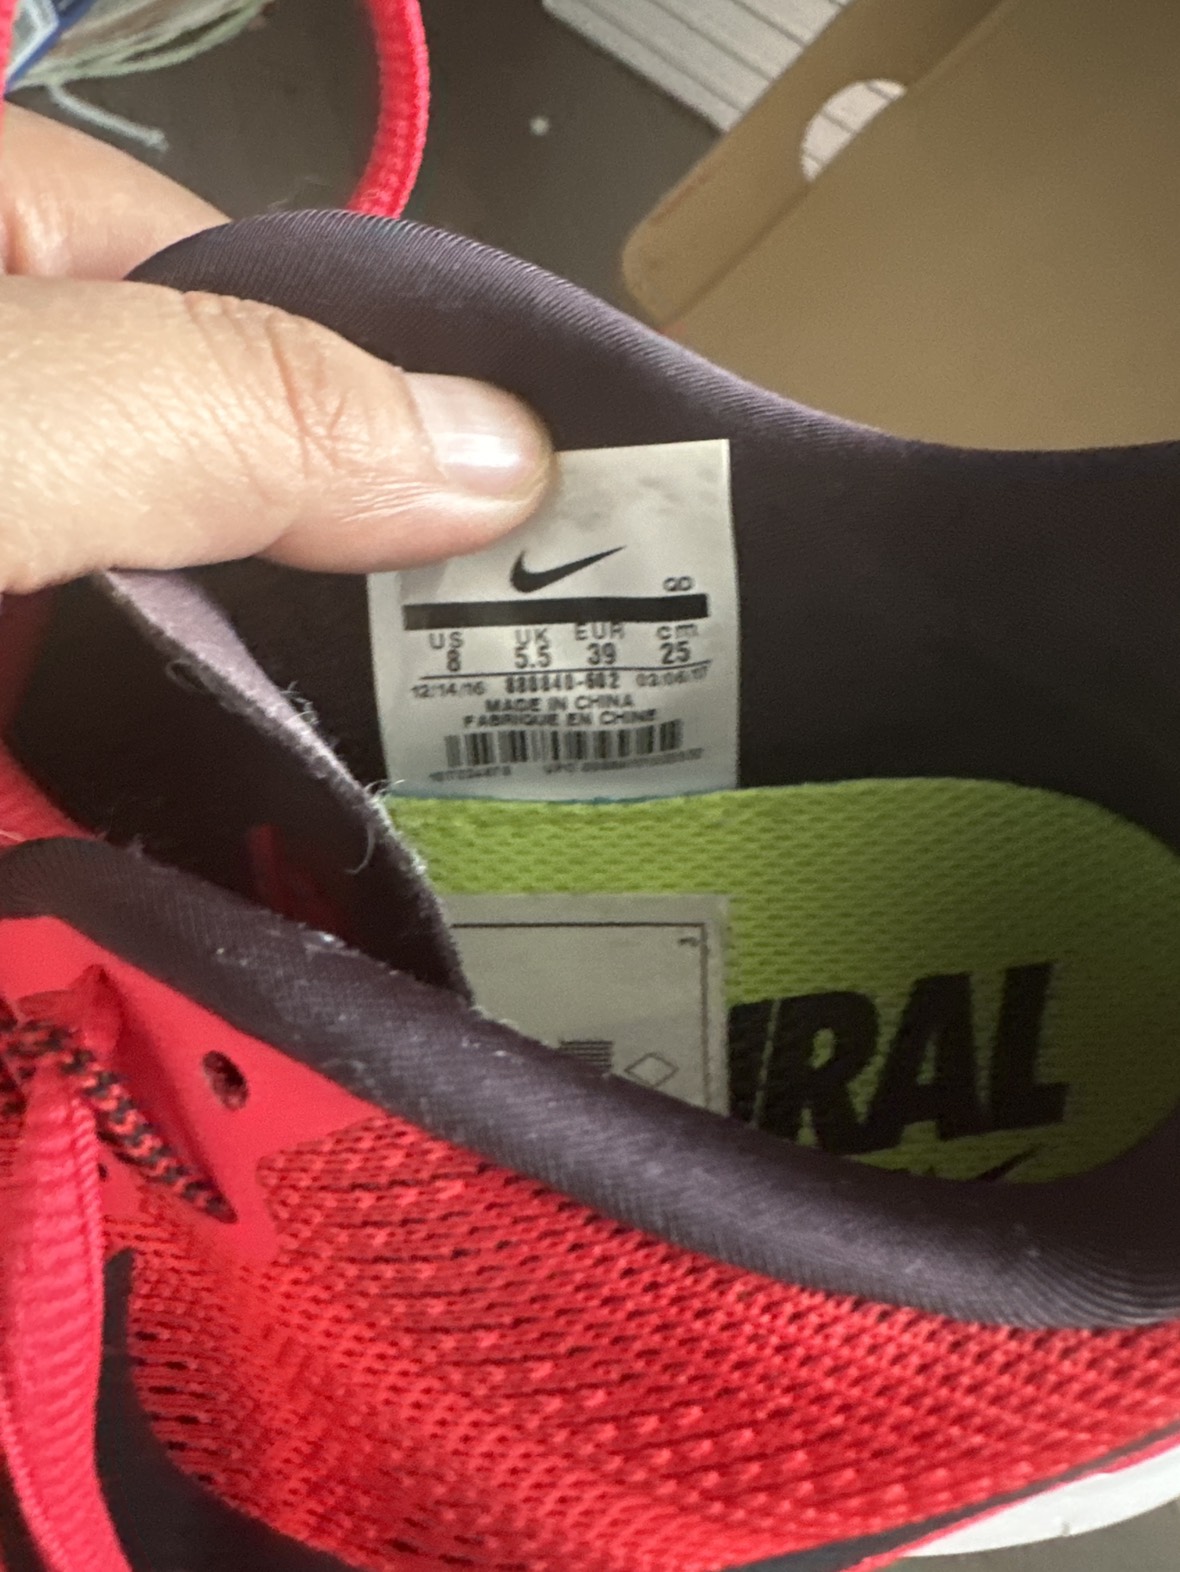 QD
US UK EUR cm
8 5.5 39 25
12/14/16 880840-602 03/06/17
MADE IN CHINA
FABRIQUE EN CHINE
UPC